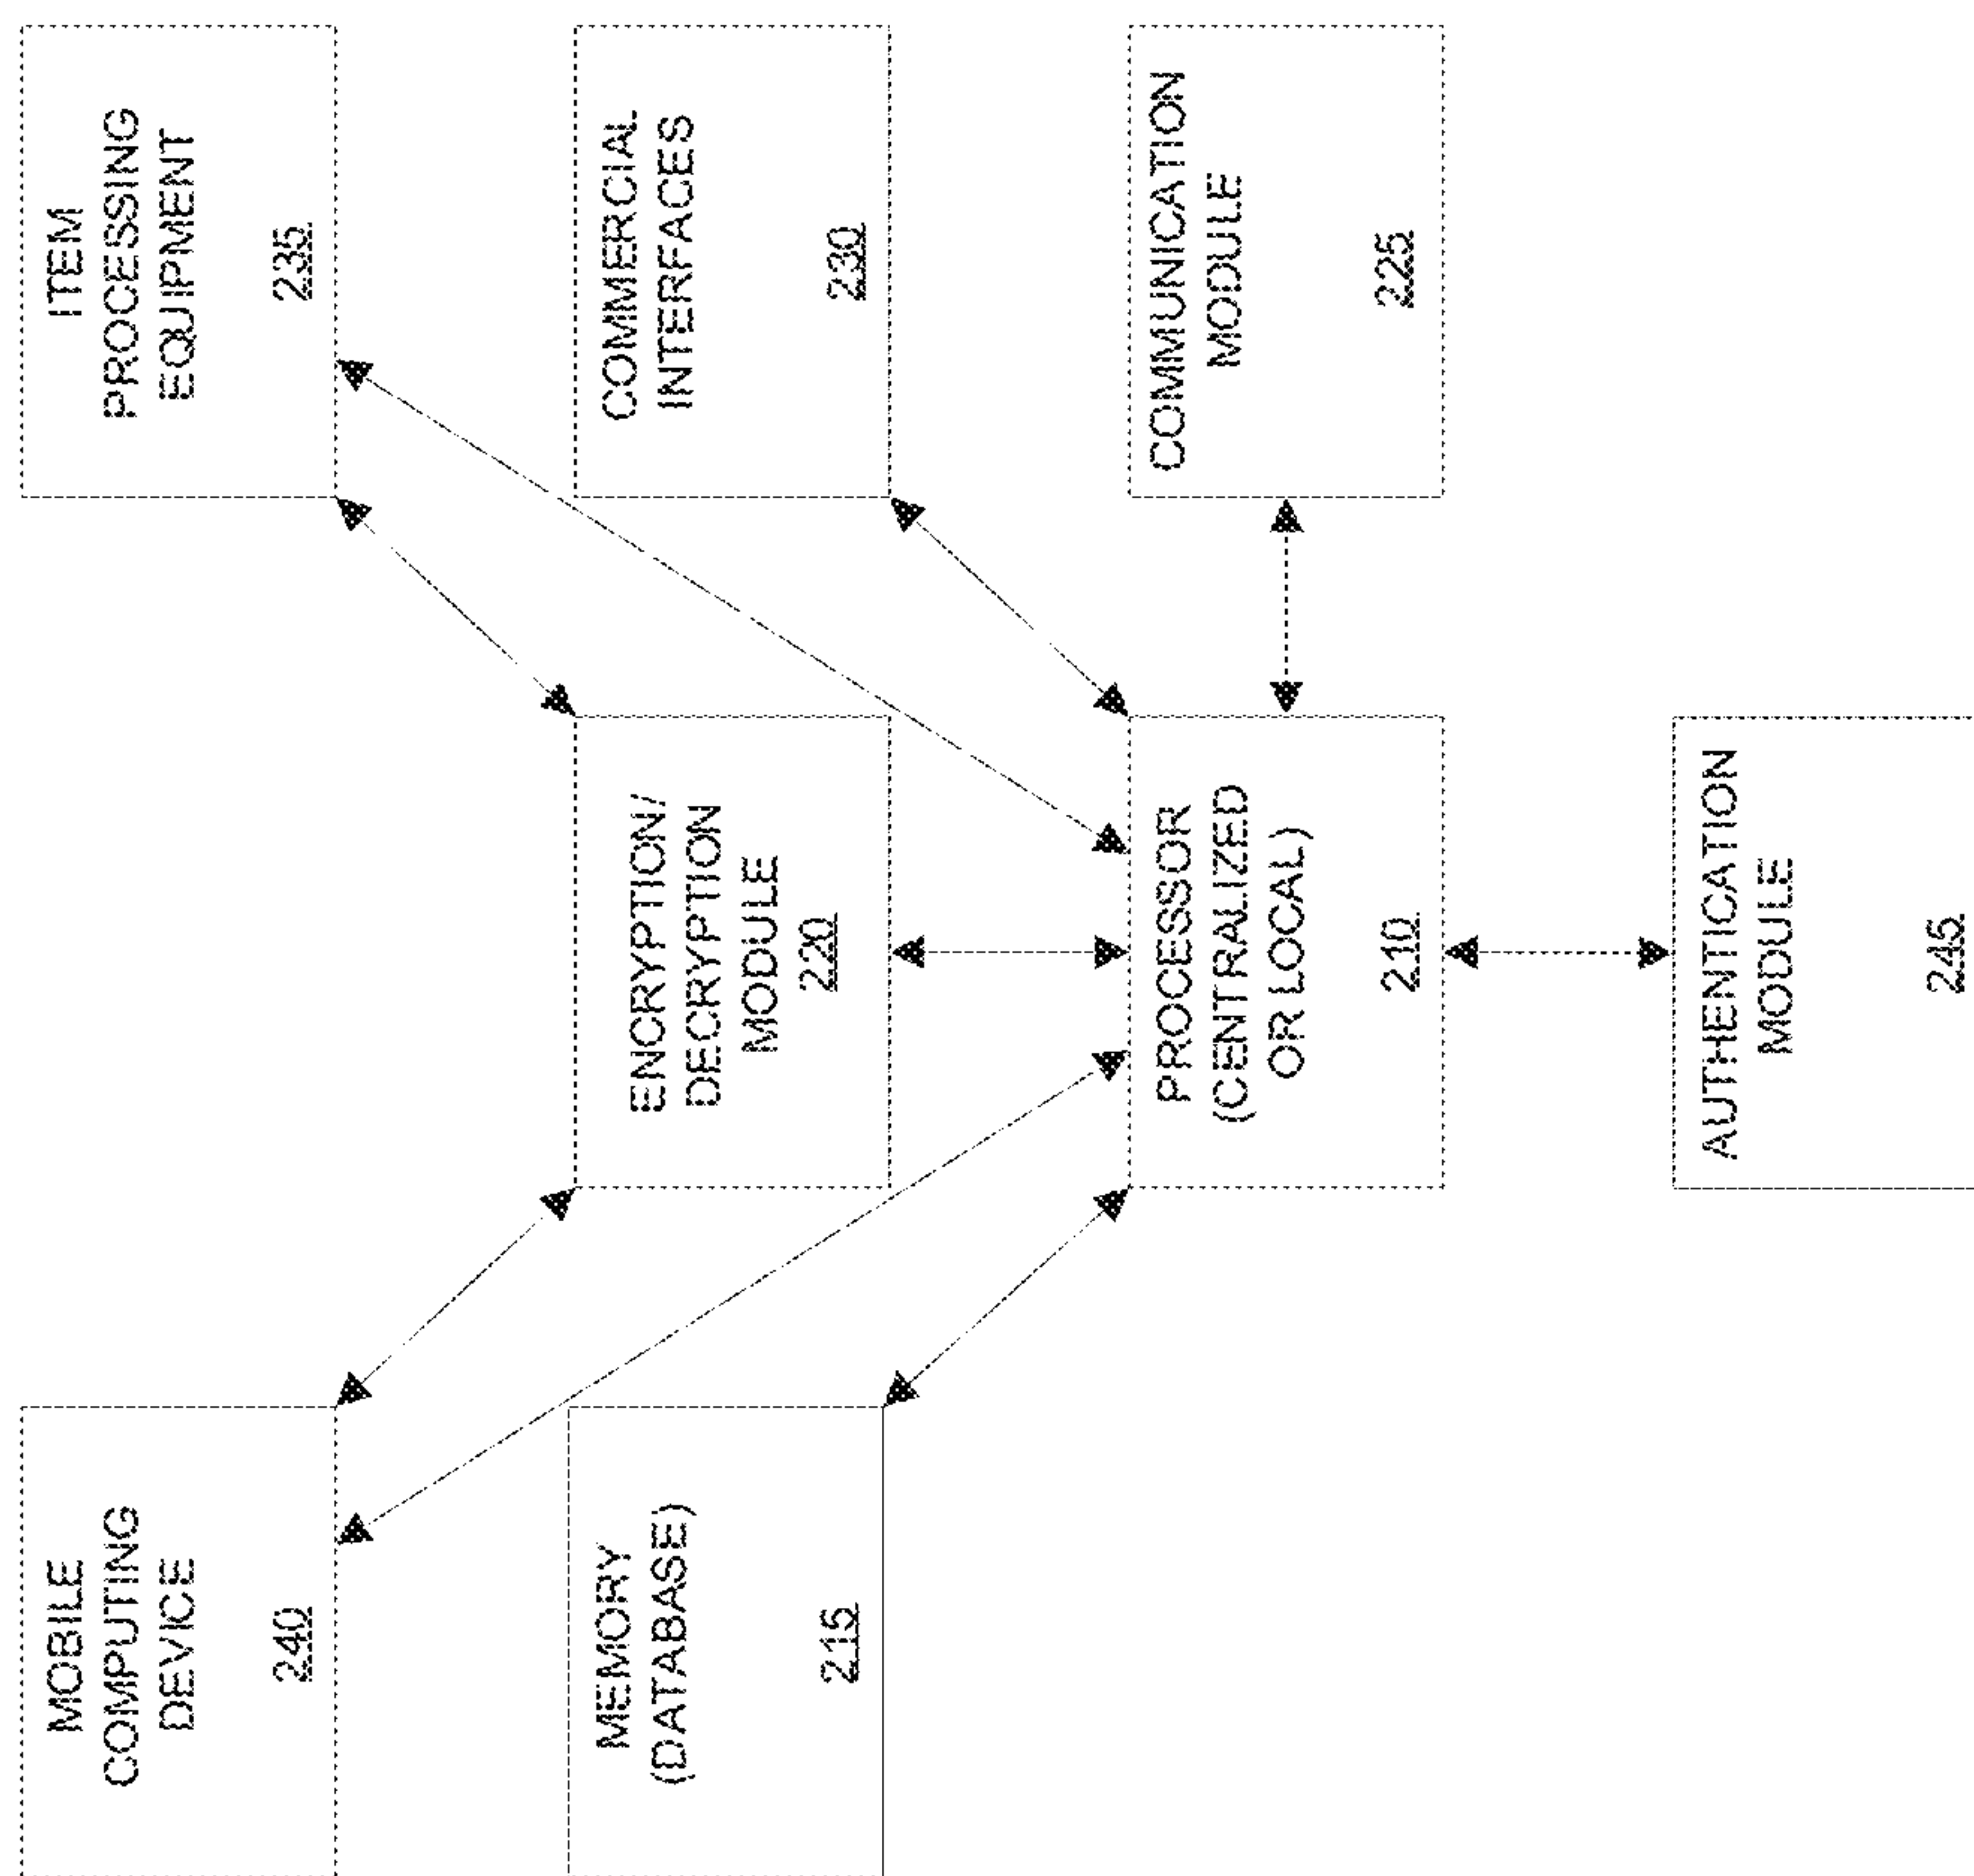 MOBILE
COMPUTING
DEVICE
240
ITEM
PROCESSING
EQUIPMENT
235
MEMORY
(DATABASE)
215
ENCRYPTION/
DECRYPTION
MODULE
220
COMMERCIAL
INTERFACES
230
PROCESSOR
(CENTRALIZED
OR LOCAL)
210
COMMUNICATION
MODULE
225
AUTHENTICATION
MODULE
245